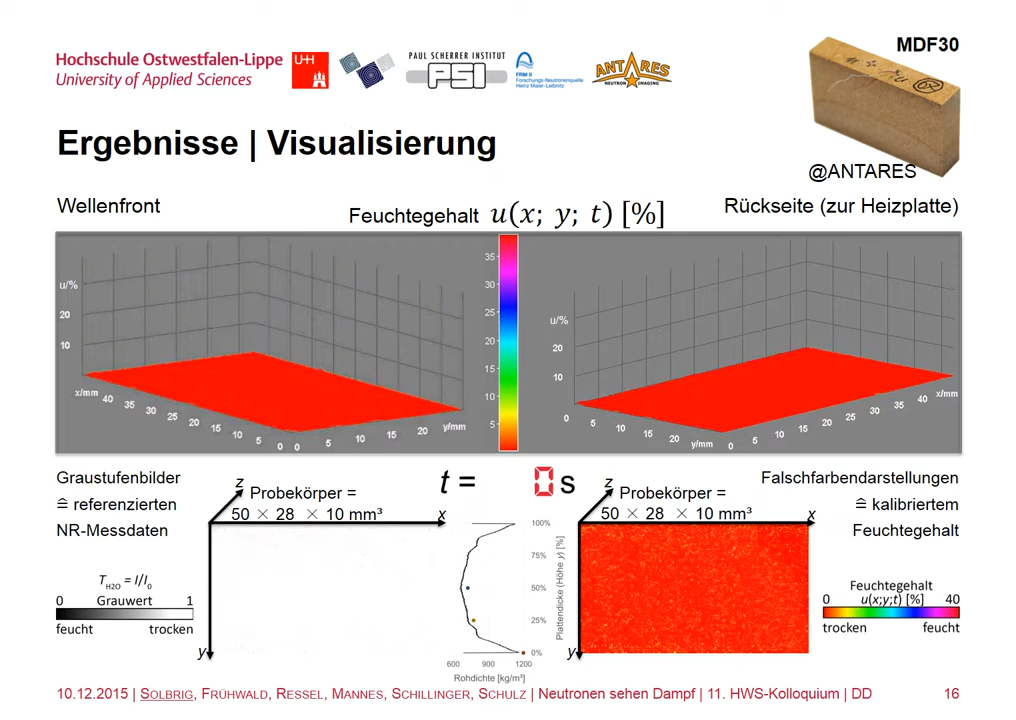 Hochschule Ostwestfalen-Lippe
University of Applied Sciences
PAUL SCHERRER INSTITUT
PSI
FRM II
Forschungs-Neutronenquelle
Heinz Maier-Leibnitz
ANTARES
NEUTRON IMAGING
MDF30
@ANTARES
Ergebnisse | Visualisierung
Wellenfront
Feuchtegehalt u(x; y; t) [%]
Rückseite (zur Heizplatte)
u/%
20
10
x/mm 40 35 30 25 20 15 10 5 0
0 5 10 15 20 y/mm
35
30
25
20
15
10
5
u/%
20
10
0 5 10 15 20 y/mm
0 5 10 15 20 25 30 35 40 x/mm
Graustufenbilder
≙ referenzierten
NR-Messdaten
z
Probekörper =
50 × 28 × 10 mm³
x
y
t = 0 s
z
Probekörper =
50 × 28 × 10 mm³
x
y
Falschfarbendarstellungen
≙ kalibriertem
Feuchtegehalt
T H2O = I/I0
0 Grauwert 1
feucht trocken
100%
75%
50%
25%
0%
Plattendicke (Höhe y) [%]
600 900 1200
Rohdichte [kg/m³]
Feuchtegehalt
0 u(x;y;t) [%] 40
trocken feucht
10.12.2015 | SOLBRIG, FRÜHWALD, RESSEL, MANNES, SCHILLINGER, SCHULZ | Neutronen sehen Dampf | 11. HWS-Kolloquium | DD
16